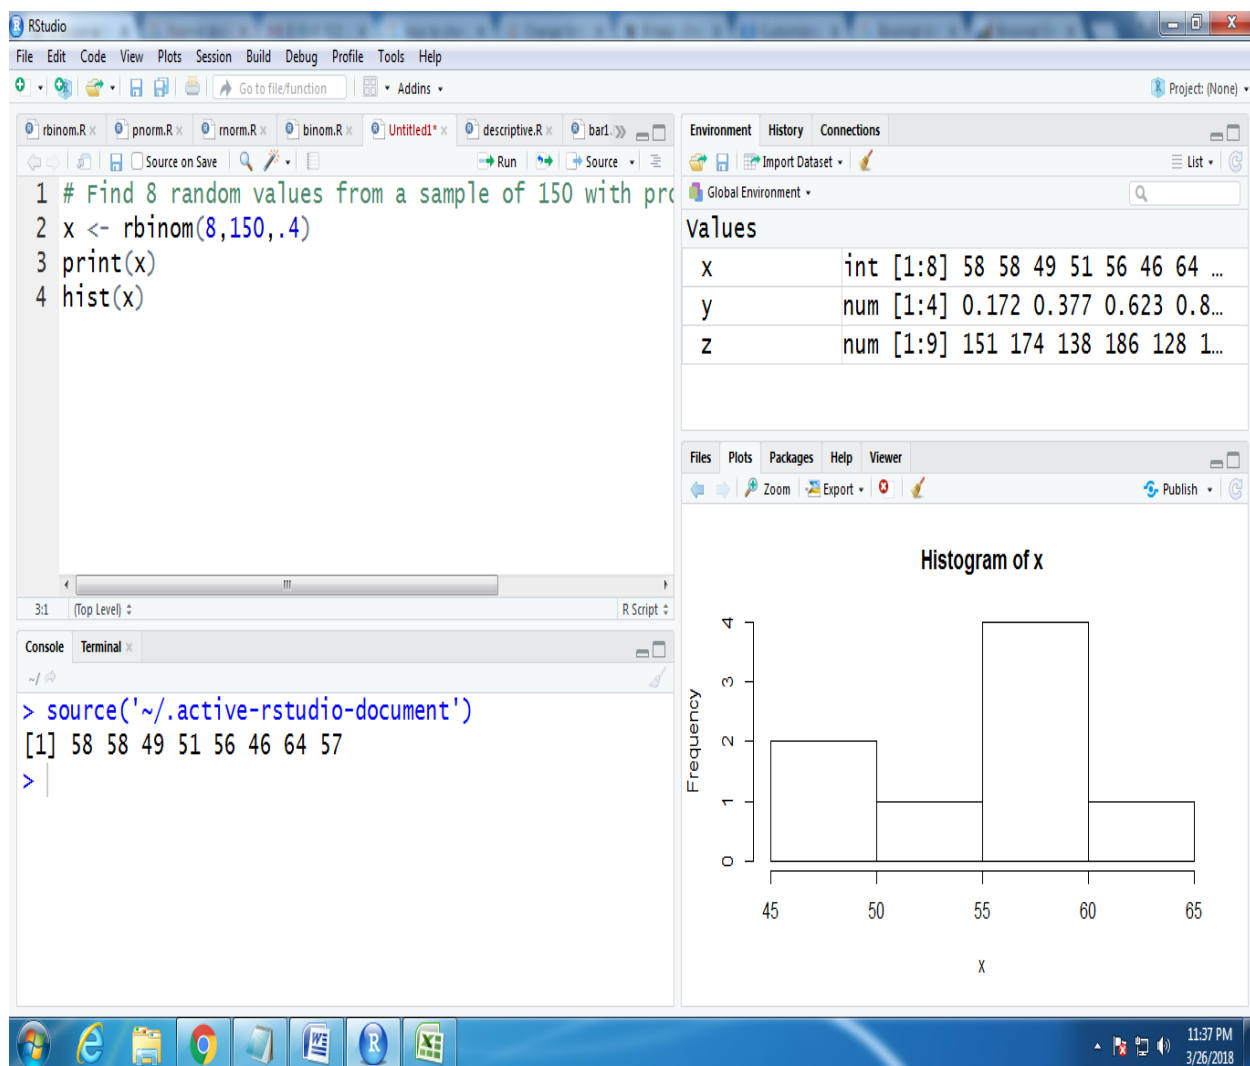 RStudio
File Edit Code View Plots Session Build Debug Profile Tools Help
Go to file/function Addins Project: (None)
rbinom.R pnorm.R rnorm.R binom.R Untitled1* descriptive.R bar1.
Source on Save Run Source
1 # Find 8 random values from a sample of 150 with pro
2 x <- rbinom(8,150,.4)
3 print(x)
4 hist(x)
3:1 (Top Level) R Script
Console Terminal
~/
> source('~/.active-rstudio-document')
[1] 58 58 49 51 56 46 64 57
>
Environment History Connections
Import Dataset List
Global Environment
Values
x int [1:8] 58 58 49 51 56 46 64 …
y num [1:4] 0.172 0.377 0.623 0.8…
z num [1:9] 151 174 138 186 128 1…
Files Plots Packages Help Viewer
Zoom Export Publish
Histogram of x
Frequency
4
3
2
1
0
45 50 55 60 65
x
11:37 PM
3/26/2018